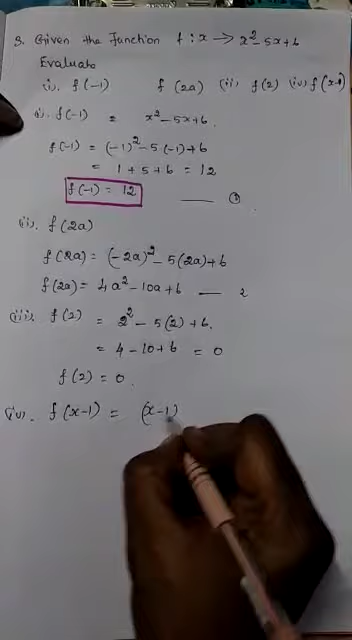 3. Given the Function f : x → x² - 5x + 6
Evaluate
i). f(-1) f(2a) (ii) f(2) (iv) f(x-1)
i). f(-1) = x² - 5x + 6.
f(-1) = (-1)² - 5(-1) + 6
= 1 + 5 + 6 = 12
f(-1) = 12 —— ①
(ii). f(2a)
f(2a) = (-2a)² - 5(2a) + 6
f(2a) = 4a² - 10a + 6 —— 2
(iii). f(2) = 2² - 5(2) + 6.
= 4 - 10 + 6 = 0
f(2) = 0.
(iv). f(x-1) = (x-1)